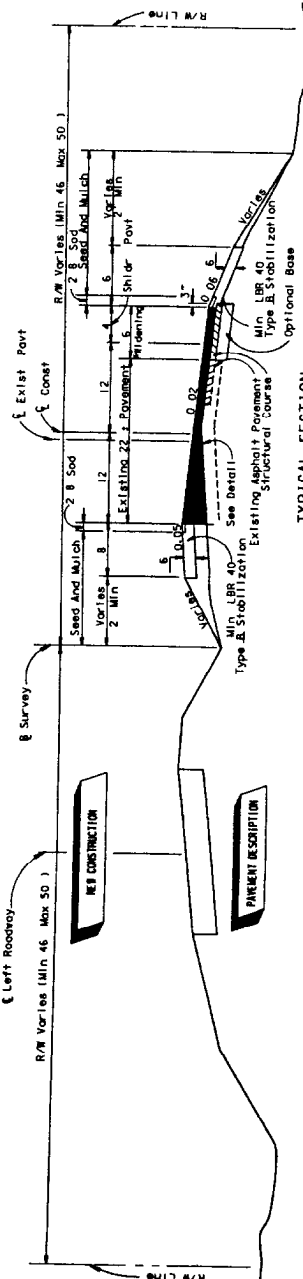 R/W Line
R/W Varies (Min 46 Max 50 )
℄ Left Roadway
NEW CONSTRUCTION
PAVEMENT DESCRIPTION
B Survey
Seed And Mulch
Varies
2 Min
8
2 8 Sod
0.05
6
Varies
Min LBR 40
Type B Stabilization
℄ Exist Pavt
℄ Const
12
12
Existing 22 ± Pavement
6
Widening
4
Shldr Pavt
See Detail
0.02
Existing Asphalt Pavement
Structural Course
R/W Varies (Min 46 Max 50 )
2 8 Sod
Seed And Mulch
6
Varies
2 Min
3"
0.06
6
Varies
Min LBR 40
Type B Stabilization
Optional Base
R/W Line
TYPICAL SECTION